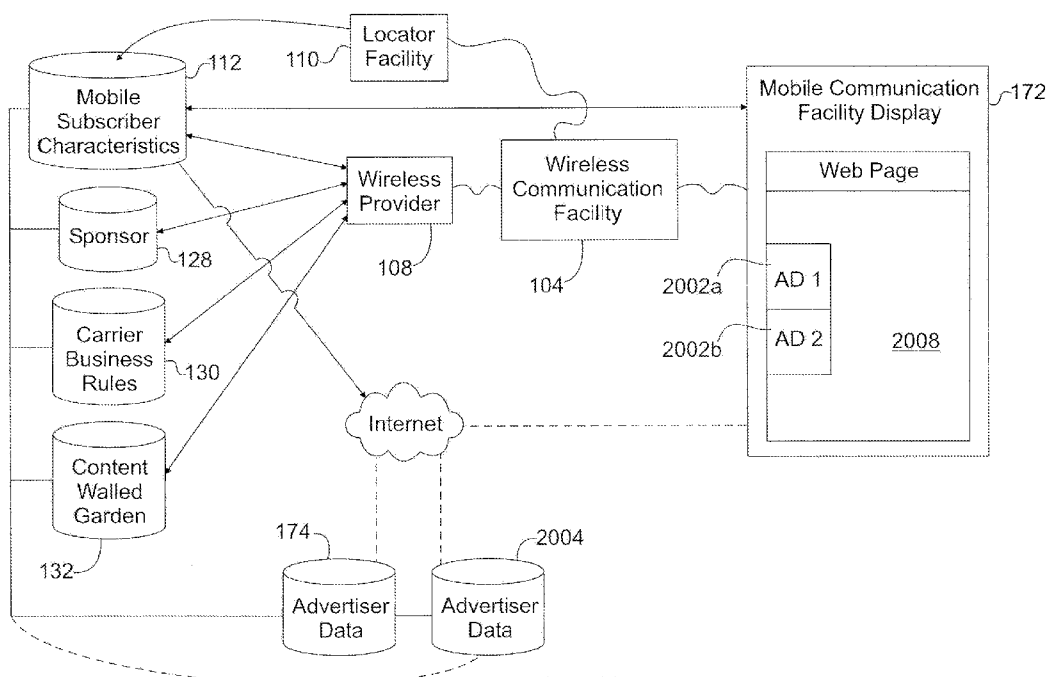 112
110
Locator
Facility
Mobile
Subscriber
Characteristics
Mobile Communication
Facility Display
172
Web Page
Wireless
Provider
108
Wireless
Communication
Facility
104
Sponsor
128
2002a
AD 1
2002b
AD 2
2008
Carrier
Business
Rules
130
Internet
Content
Walled
Garden
132
174
Advertiser
Data
2004
Advertiser
Data